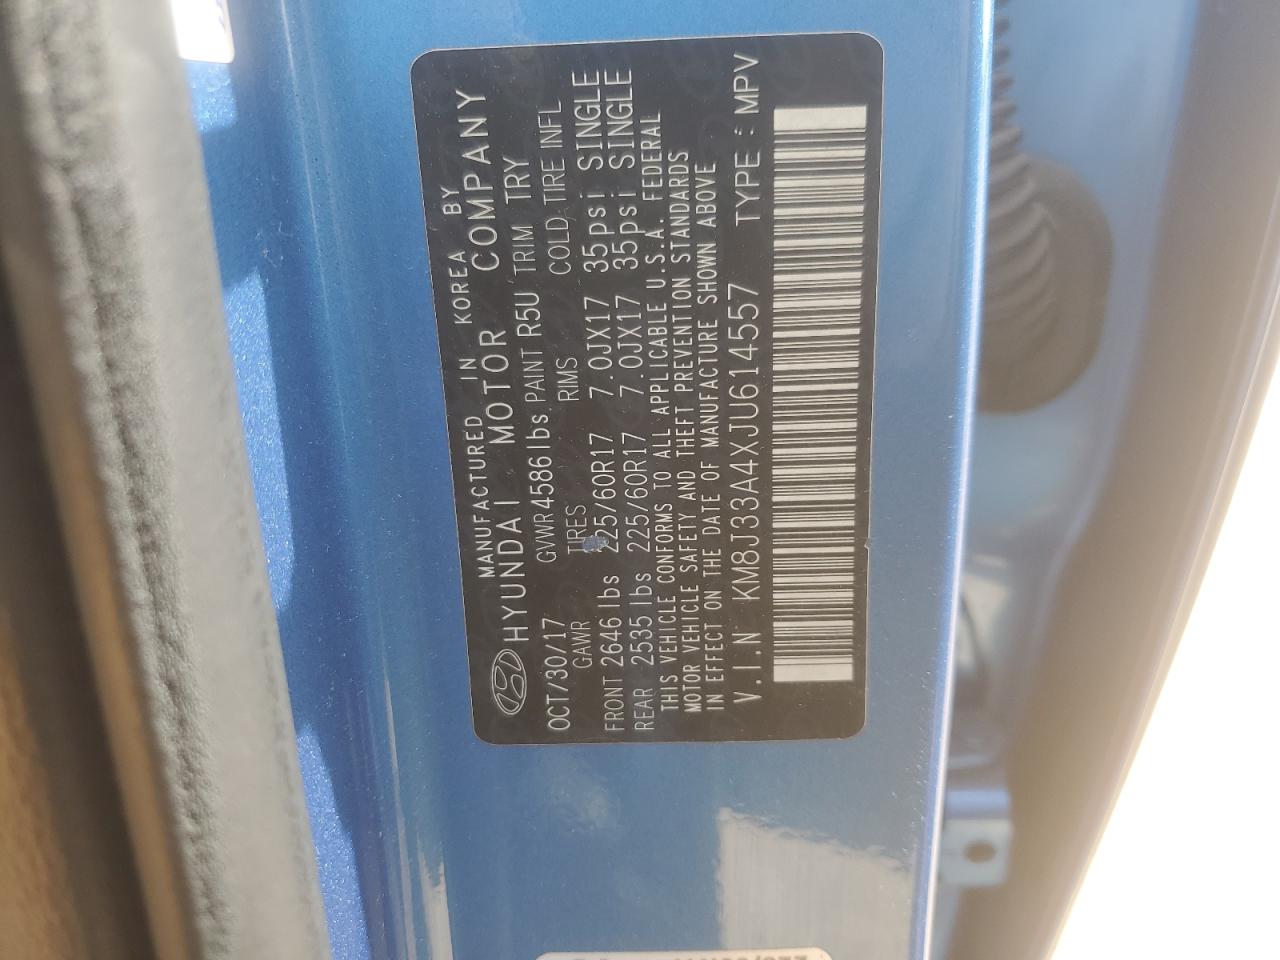 MANUFACTURED IN KOREA BY
HYUNDAI MOTOR COMPANY
OCT/30/17 GVWR 4586 lbs. PAINT R5U TRIM TRY
GAWR TIRES RIMS COLD TIRE INFL
FRONT 2646 lbs 225/60R17 7.0JX17 35psi SINGLE
REAR 2535 lbs 225/60R17 7.0JX17 35psi SINGLE
THIS VEHICLE CONFORMS TO ALL APPLICABLE U.S.A. FEDERAL
MOTOR VEHICLE SAFETY AND THEFT PREVENTION STANDARDS
IN EFFECT ON THE DATE OF MANUFACTURE SHOWN ABOVE
V.I.N KM8J33A4XJU614557 TYPE : MPV